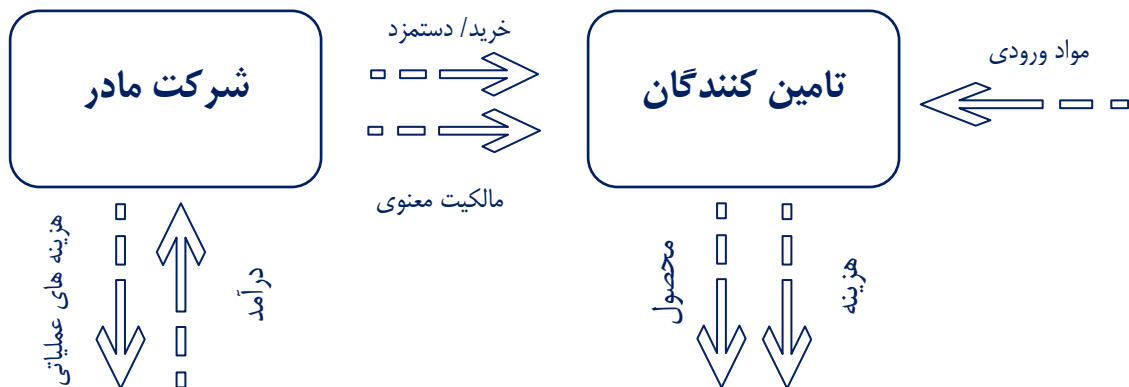 خرید/ دستمزد
مواد ورودی
تامین کنندگان
شرکت مادر
مالکیت معنوی
هزینه
محصول
درآمد
هزینه های عملیاتی